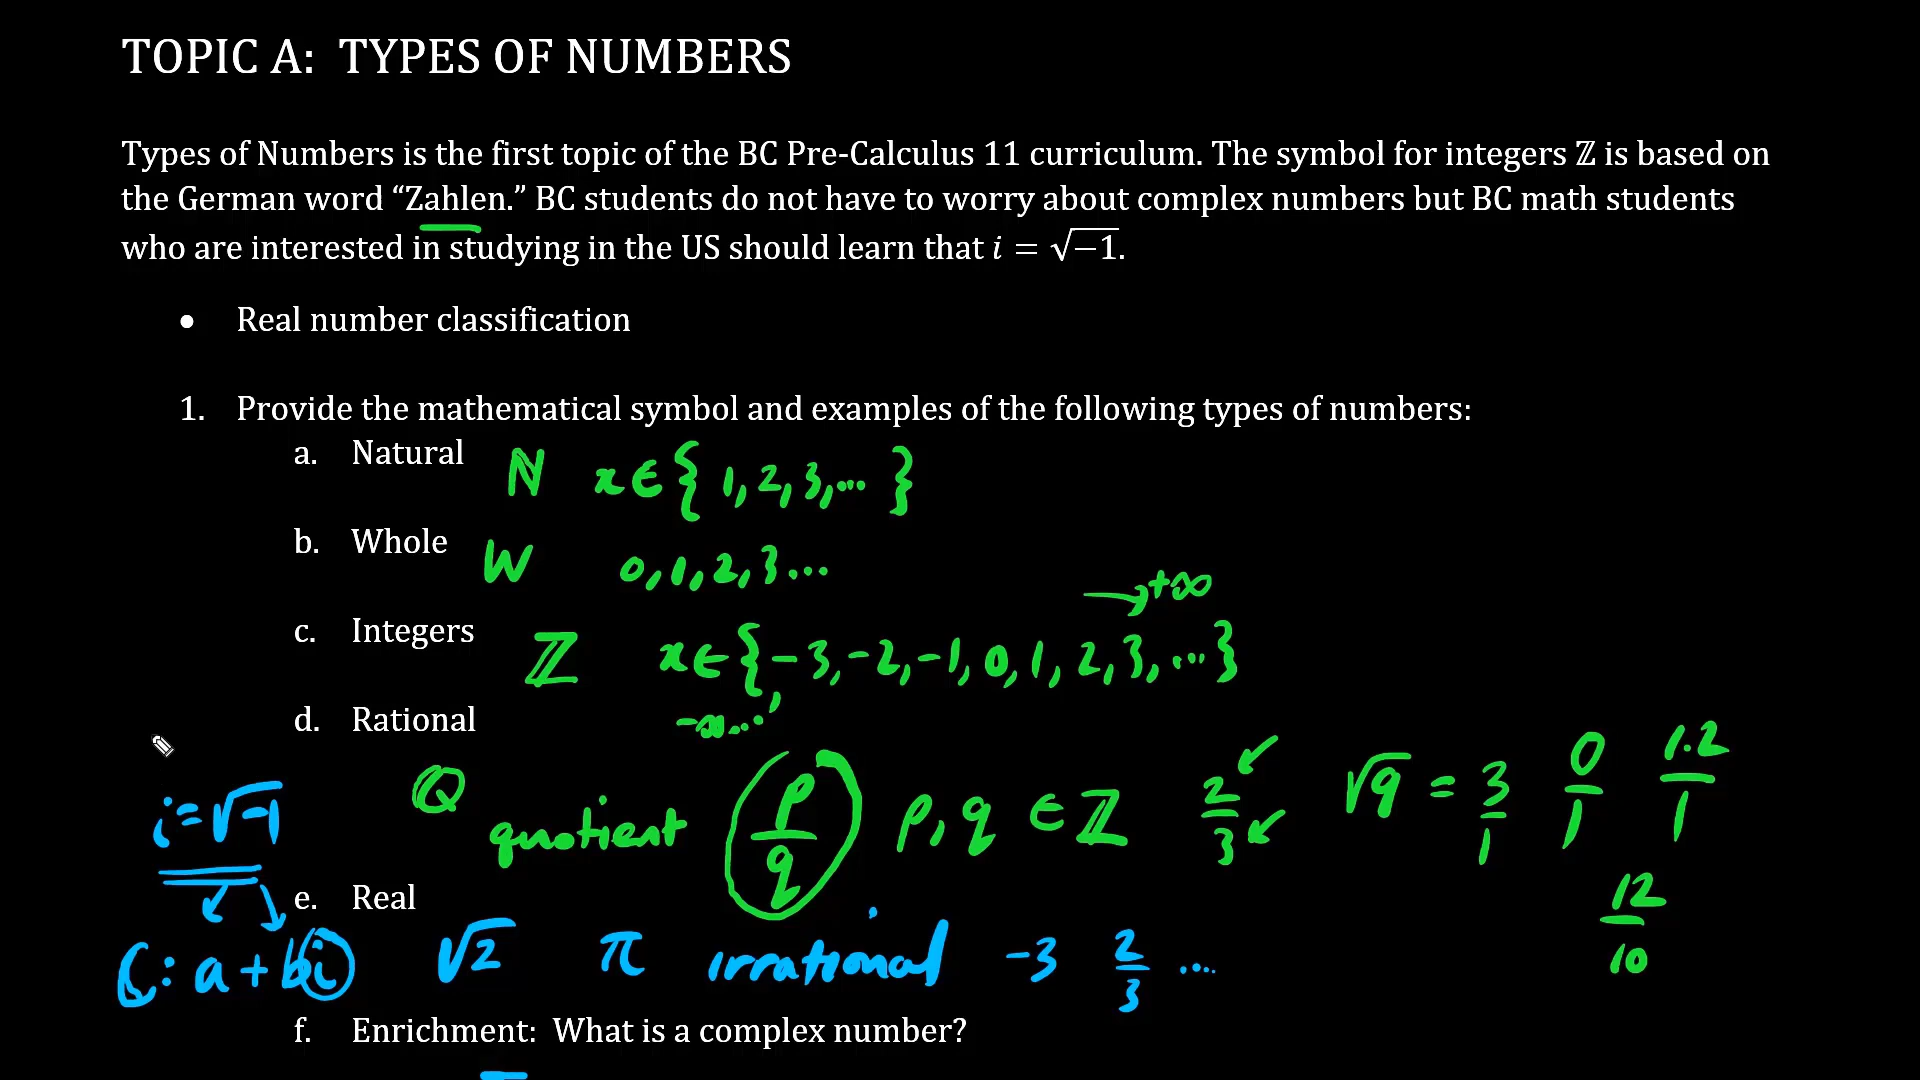 TOPIC A: TYPES OF NUMBERS
Types of Numbers is the first topic of the BC Pre-Calculus 11 curriculum. The symbol for integers ℤ is based on
the German word “Zahlen.” BC students do not have to worry about complex numbers but BC math students
who are interested in studying in the US should learn that i = √−1.
• Real number classification
1. Provide the mathematical symbol and examples of the following types of numbers:
a. Natural ℕ x∈{1,2,3,...}
b. Whole W 0,1,2,3...
→+∞
c. Integers ℤ x∈{-3,-2,-1,0,1,2,3,...}
-∞...,
d. Rational
ℚ quotient p/q p,q ∈ ℤ 2/3 √9 = 3/1 0/1 1.2/1
12/10
i=√-1
e. Real
ℂ: a+bi √2 π irrational -3 2/3 ....
f. Enrichment: What is a complex number?